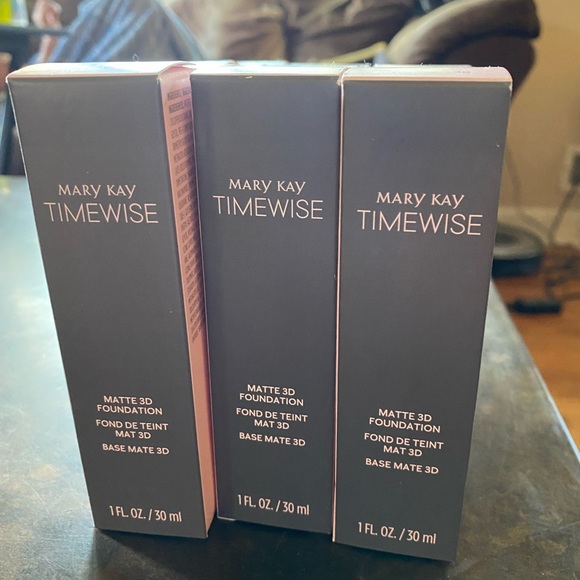 MARY KAY
TIMEWISE
MATTE 3D
FOUNDATION
FOND DE TEINT
MAT 3D
BASE MATE 3D
1 FL. OZ. / 30 ml
MARY KAY
TIMEWISE
MATTE 3D
FOUNDATION
FOND DE TEINT
MAT 3D
BASE MATE 3D
1 FL. OZ. / 30 ml
MARY KAY
TIMEWISE
MATTE 3D
FOUNDATION
FOND DE TEINT
MAT 3D
BASE MATE 3D
1 FL. OZ. / 30 ml